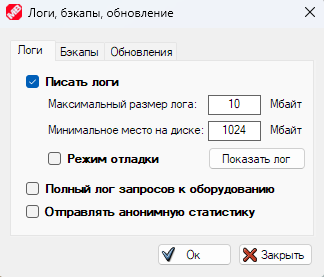 Логи, бэкапы, обновление
Логи Бэкапы Обновления
Писать логи
Максимальный размер лога: 10 Мбайт
Минимальное место на диске: 1024 Мбайт
Режим отладки Показать лог
Полный лог запросов к оборудованию
Отправлять анонимную статистику
Ок Закрыть